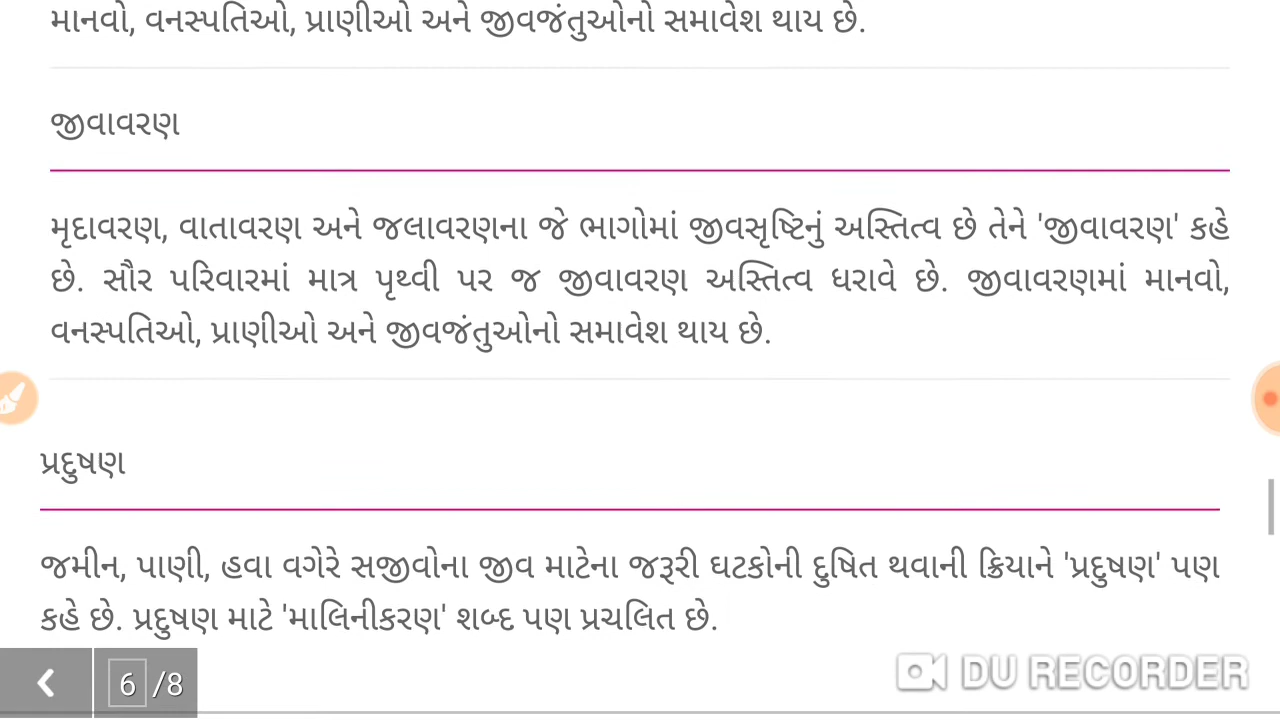 માનવો, વનસ્પતિઓ, પ્રાણીઓ અને જીવજંતુઓનો સમાવેશ થાય છે.
જીવાવરણ
મૃદાવરણ, વાતાવરણ અને જલાવરણના જે ભાગોમાં જીવસૃષ્ટિનું અસ્તિત્વ છે તેને 'જીવાવરણ' કહે
છે. સૌર પરિવારમાં માત્ર પૃથ્વી પર જ જીવાવરણ અસ્તિત્વ ધરાવે છે. જીવાવરણમાં માનવો,
વનસ્પતિઓ, પ્રાણીઓ અને જીવજંતુઓનો સમાવેશ થાય છે.
પ્રદુષણ
જમીન, પાણી, હવા વગેરે સજીવોના જીવ માટેના જરૂરી ઘટકોની દુષિત થવાની ક્રિયાને 'પ્રદુષણ' પણ
કહે છે. પ્રદુષણ માટે 'માલિનીકરણ' શબ્દ પણ પ્રચલિત છે.
6 /8
DU RECORDER